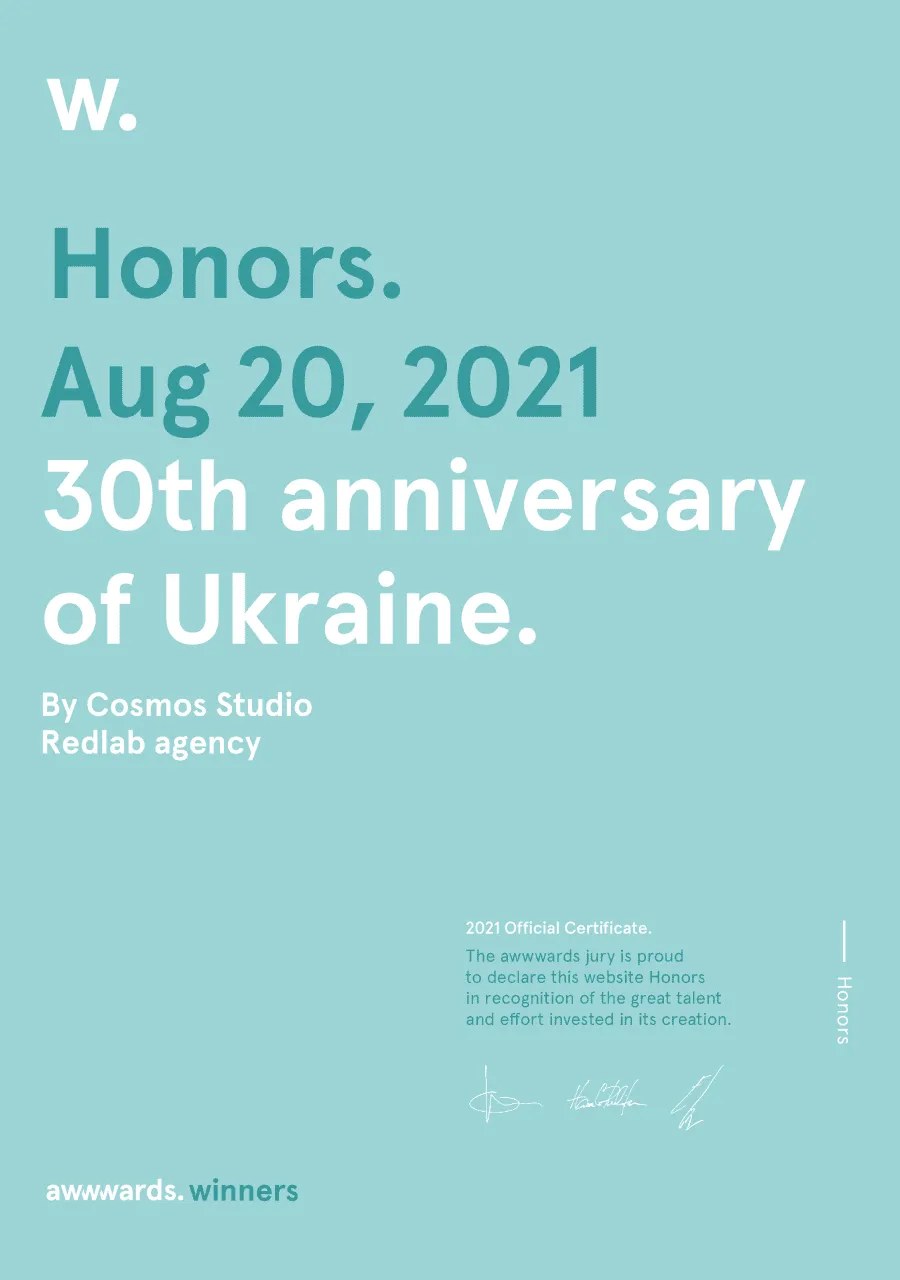 w.
Honors.
Aug 20, 2021
30th anniversary
of Ukraine.
By Cosmos Studio
Redlab agency
2021 Official Certificate.
The awwwards jury is proud
to declare this website Honors
in recognition of the great talent
and effort invested in its creation.
Honors
awwwards. winners